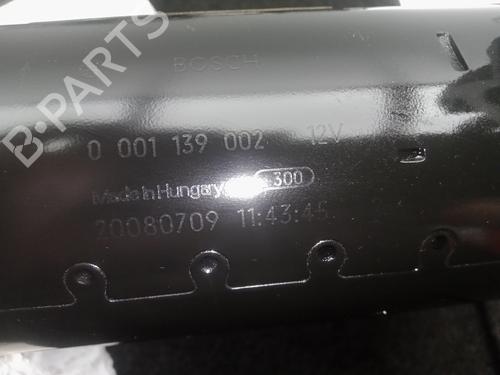 B-PARTS
BOSCH
0 001 139 002 12V
Made in Hungary 300
20080709 11:43:45